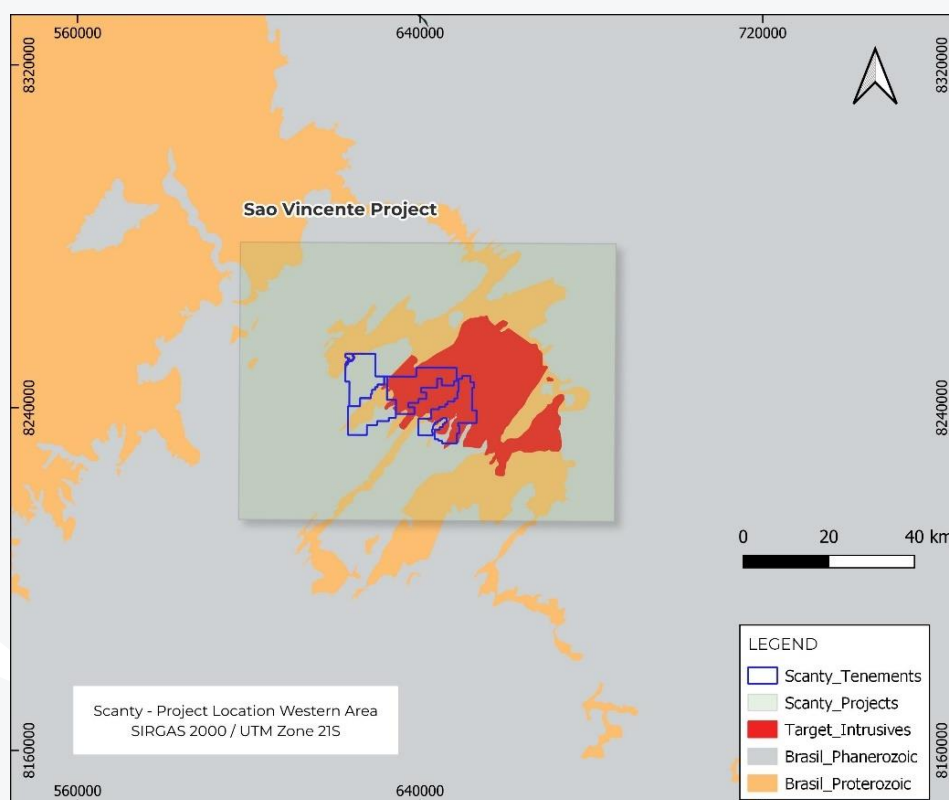 560000
640000
720000
8320000
8320000
Sao Vincente Project
8240000
8240000
0 20 40 km
LEGEND
Scanty_Tenements
Scanty_Projects
Target_Intrusives
Brasil_Phanerozoic
Brasil_Proterozoic
Scanty - Project Location Western Area
SIRGAS 2000 / UTM Zone 21S
8160000
8160000
560000
640000